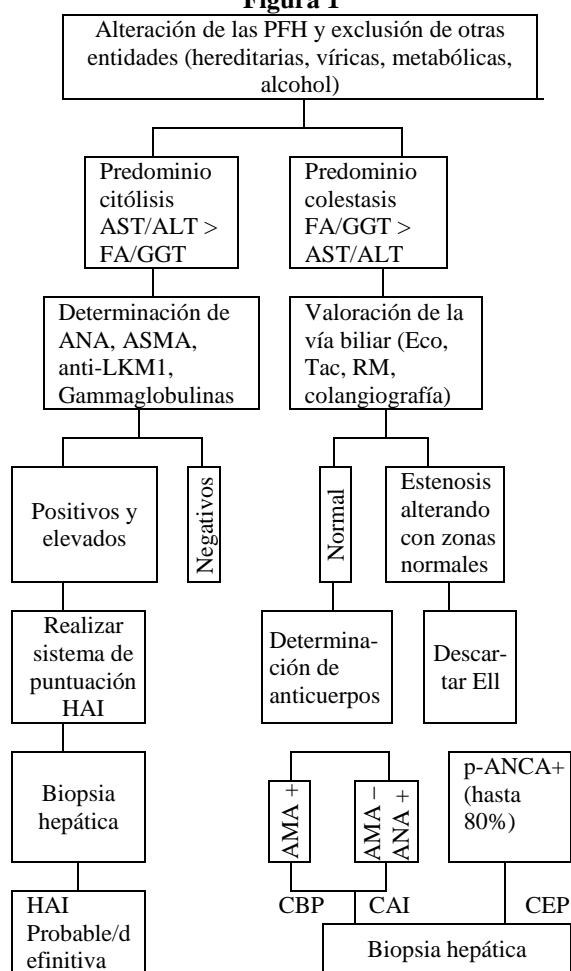 Figura 1
Alteración de las PFH y exclusión de otras
entidades (hereditarias, víricas, metabólicas,
alcohol)
Predominio
citólisis
AST/ALT >
FA/GGT
Predominio
colestasis
FA/GGT >
AST/ALT
Determinación de
ANA, ASMA,
anti-LKM1,
Gammaglobulinas
Valoración de la
vía biliar (Eco,
Tac, RM,
colangiografía)
Positivos y
elevados
Negativos
Normal
Estenosis
alterando
con zonas
normales
Realizar
sistema de
puntuación
HAI
Determina-
ción de
anticuerpos
Descar-
tar Ell
Biopsia
hepática
AMA +
AMA –
ANA +
p-ANCA+
(hasta
80%)
HAI
Probable/d
efinitiva
CBP
CAI
CEP
Biopsia hepática